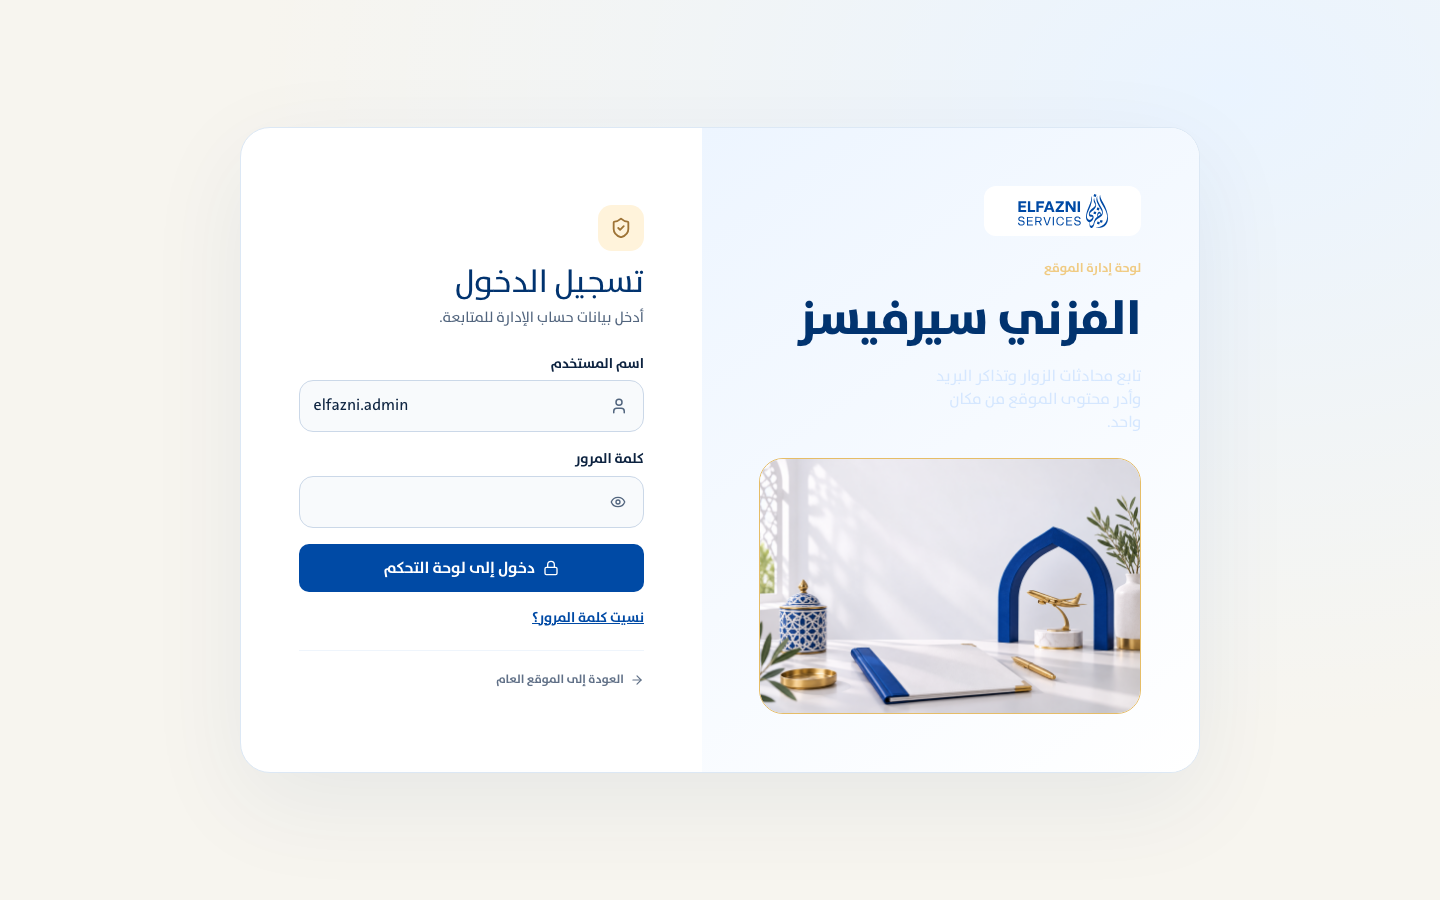 ELFAZNI
SERVICES
لوحة إدارة الموقع
الفزني سيرفيسز
تابع محادثات الزوار وتذاكر البريد
وأدر محتوى الموقع من مكان
واحد.
تسجيل الدخول
أدخل بيانات حساب الإدارة للمتابعة.
اسم المستخدم
elfazni.admin
كلمة المرور
دخول إلى لوحة التحكم
نسيت كلمة المرور؟
العودة إلى الموقع العام